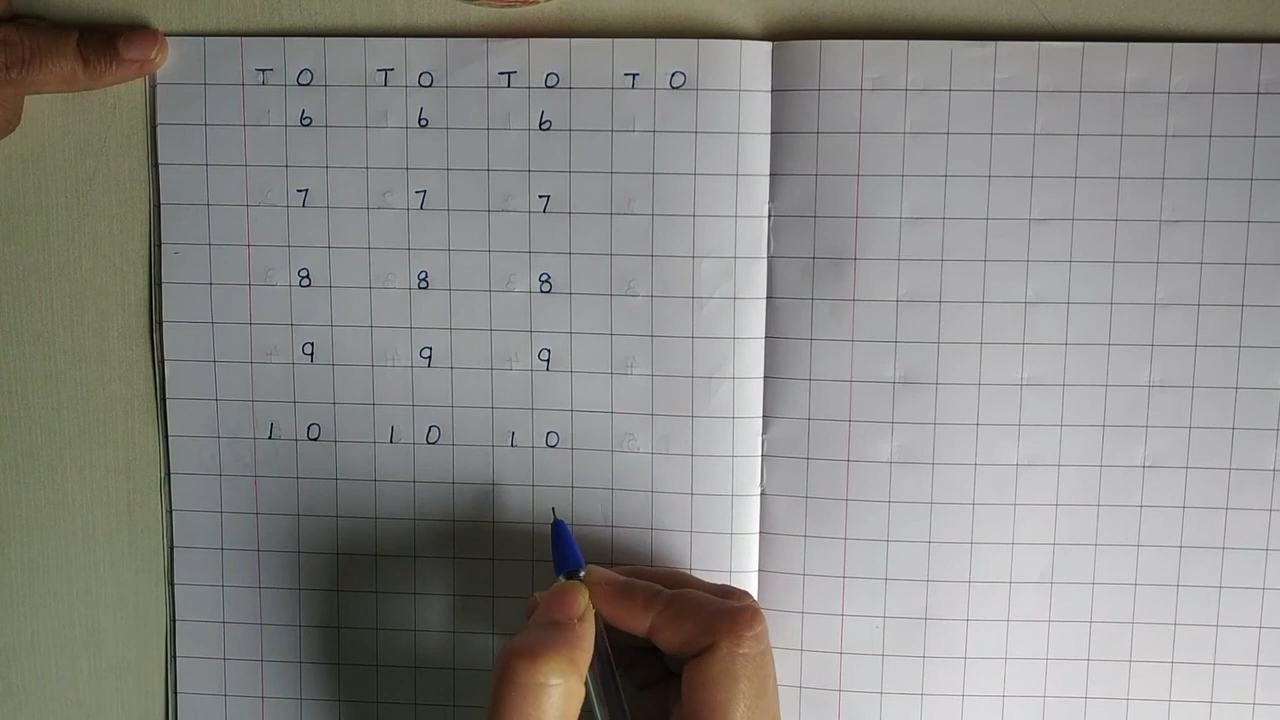 T O T O T O T O
6 6 6
7 7 7
8 8 8
9 9 9
1 0 1 0 1 0